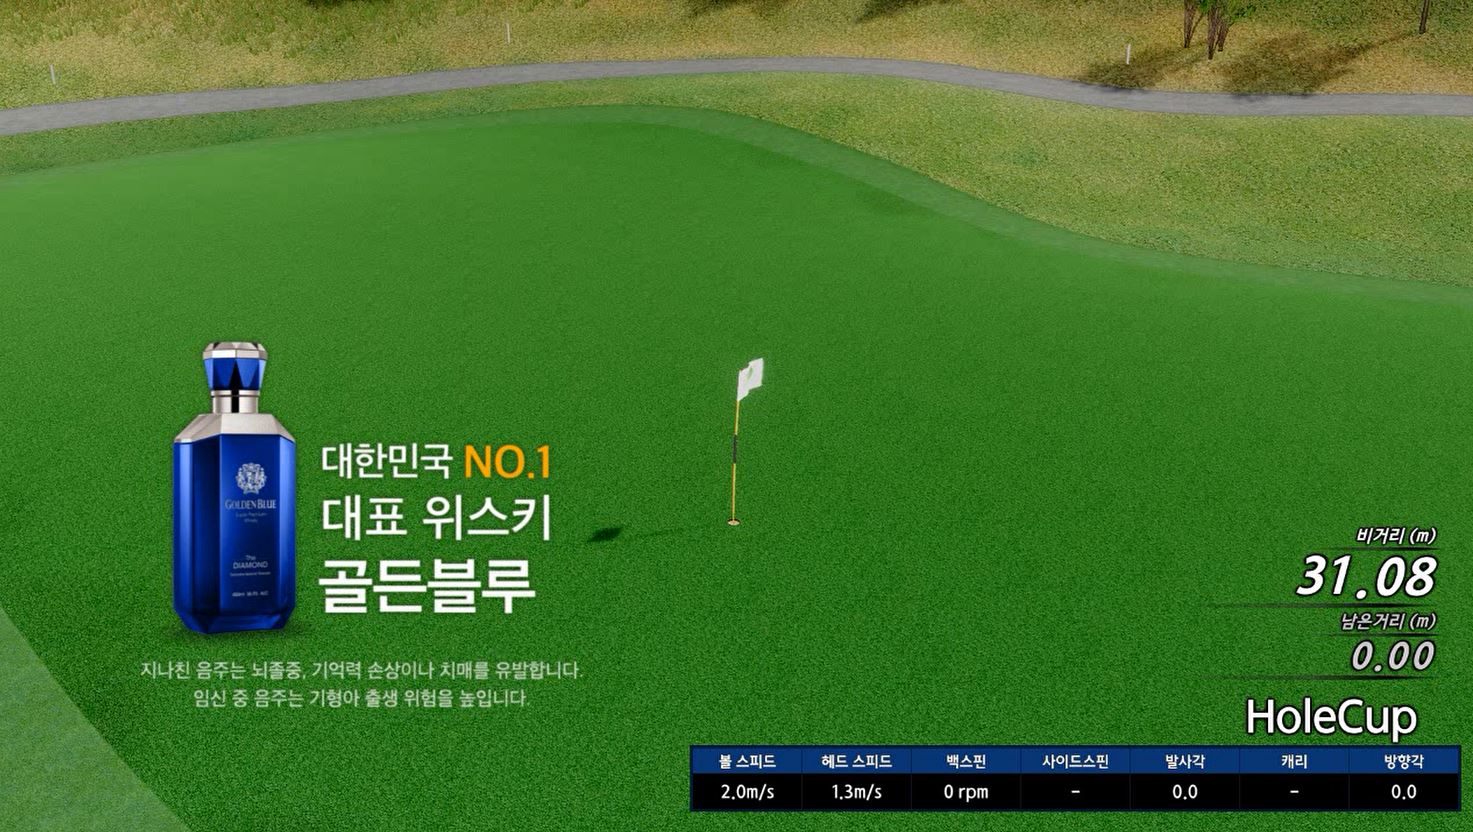 대한민국 NO.1
대표 위스키
골든블루
GOLDEN BLUE
The
DIAMOND
지나친 음주는 뇌졸중, 기억력 손상이나 치매를 유발합니다.
임신 중 음주는 기형아 출생 위험을 높입니다.
비거리 (m)
31.08
남은거리 (m)
0.00
HoleCup
볼 스피드 헤드 스피드 백스핀 사이드스핀 발사각 캐리 방향각
2.0m/s 1.3m/s 0 rpm - 0.0 - 0.0